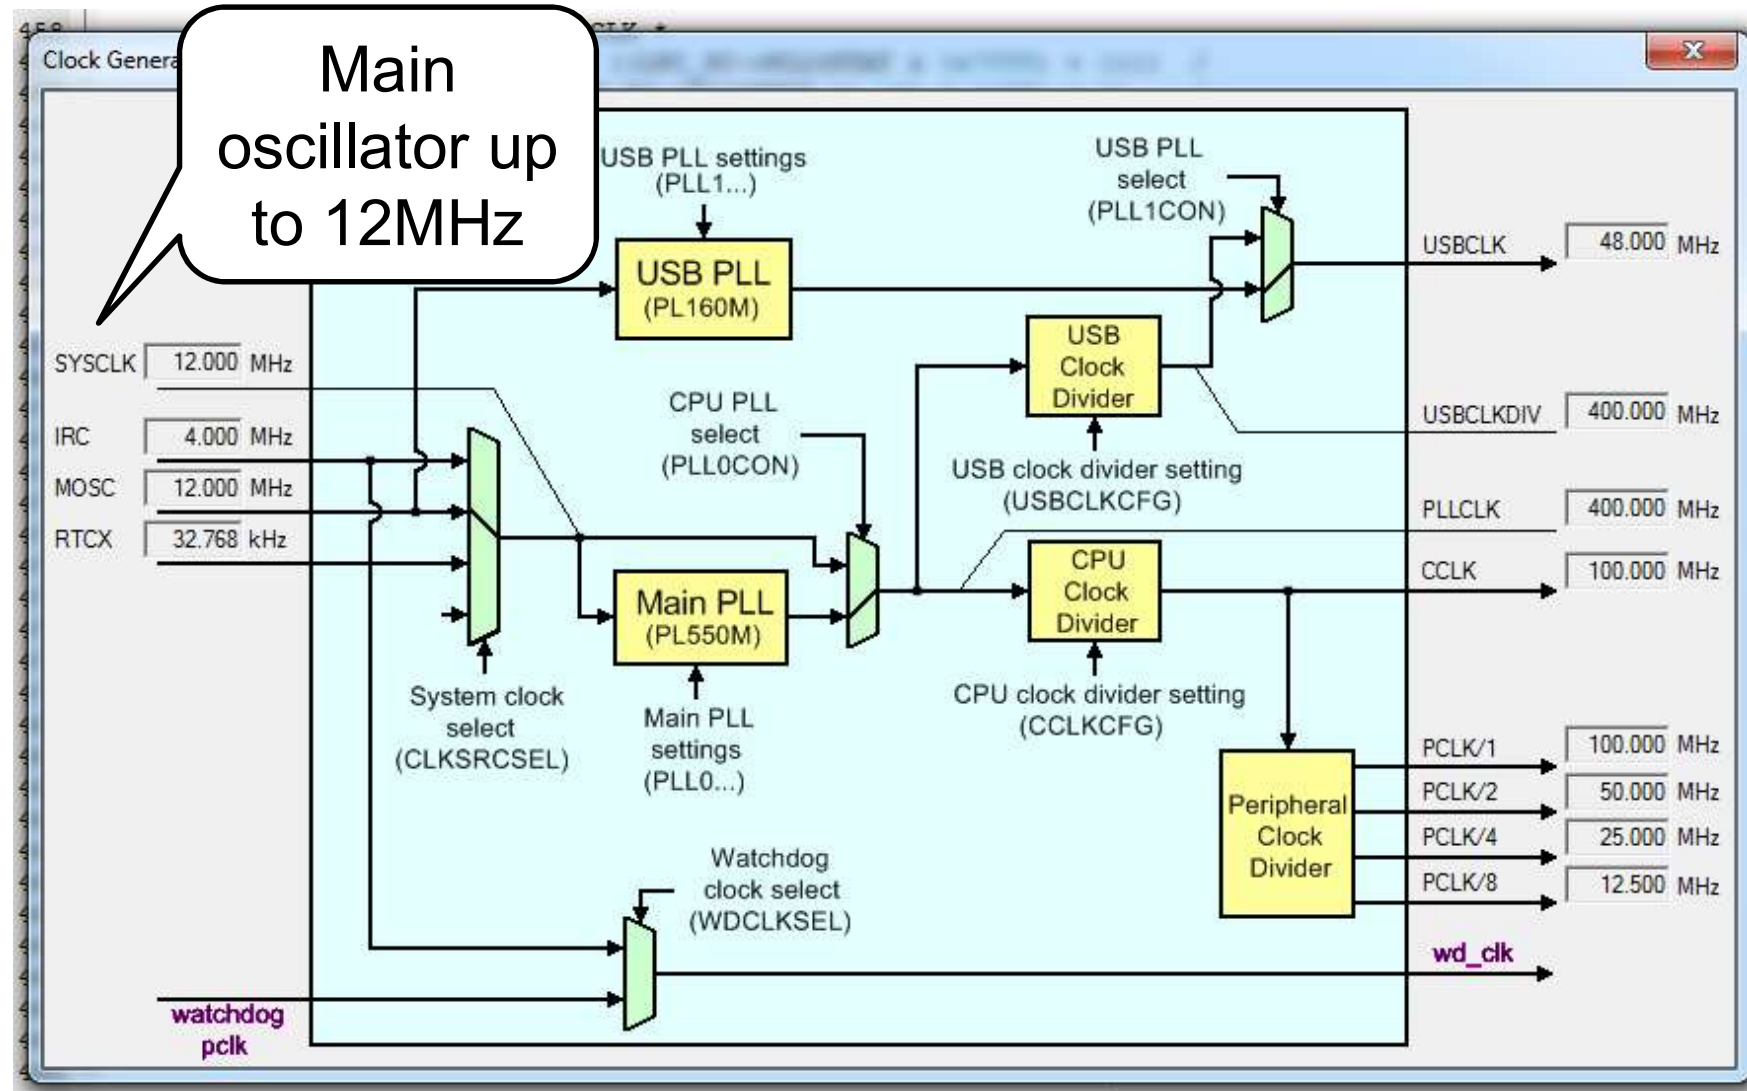 Clock Genera
Main
oscillator up
to 12MHz
USB PLL settings
(PLL1...)
USB PLL
select
(PLL1CON)
USB PLL
(PL160M)
USBCLK 48.000 MHz
USB
Clock
Divider
SYSCLK 12.000 MHz
CPU PLL
select
(PLL0CON)
USBCLKDIV 400.000 MHz
IRC 4.000 MHz
USB clock divider setting
(USBCLKCFG)
MOSC 12.000 MHz
PLLCLK 400.000 MHz
RTCX 32.768 kHz
CPU
Clock
Divider
CCLK 100.000 MHz
Main PLL
(PL550M)
System clock
select
(CLKSRCSEL)
Main PLL
settings
(PLL0...)
CPU clock divider setting
(CCLKCFG)
Peripheral
Clock
Divider
PCLK/1 100.000 MHz
PCLK/2 50.000 MHz
PCLK/4 25.000 MHz
PCLK/8 12.500 MHz
Watchdog
clock select
(WDCLKSEL)
wd_clk
watchdog
pclk